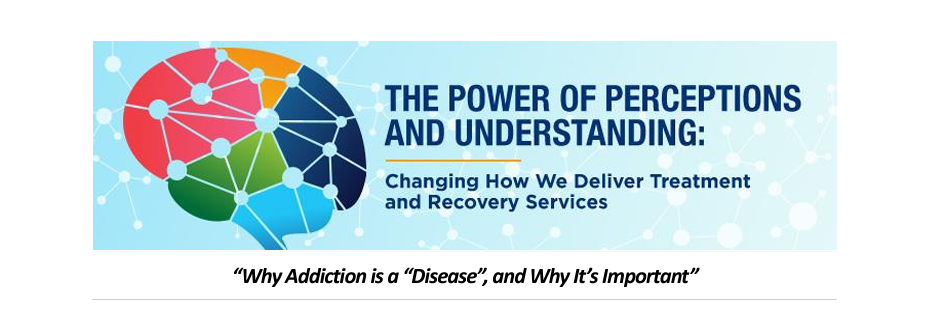 THE POWER OF PERCEPTIONS
AND UNDERSTANDING:
Changing How We Deliver Treatment
and Recovery Services
“Why Addiction is a “Disease”, and Why It’s Important”